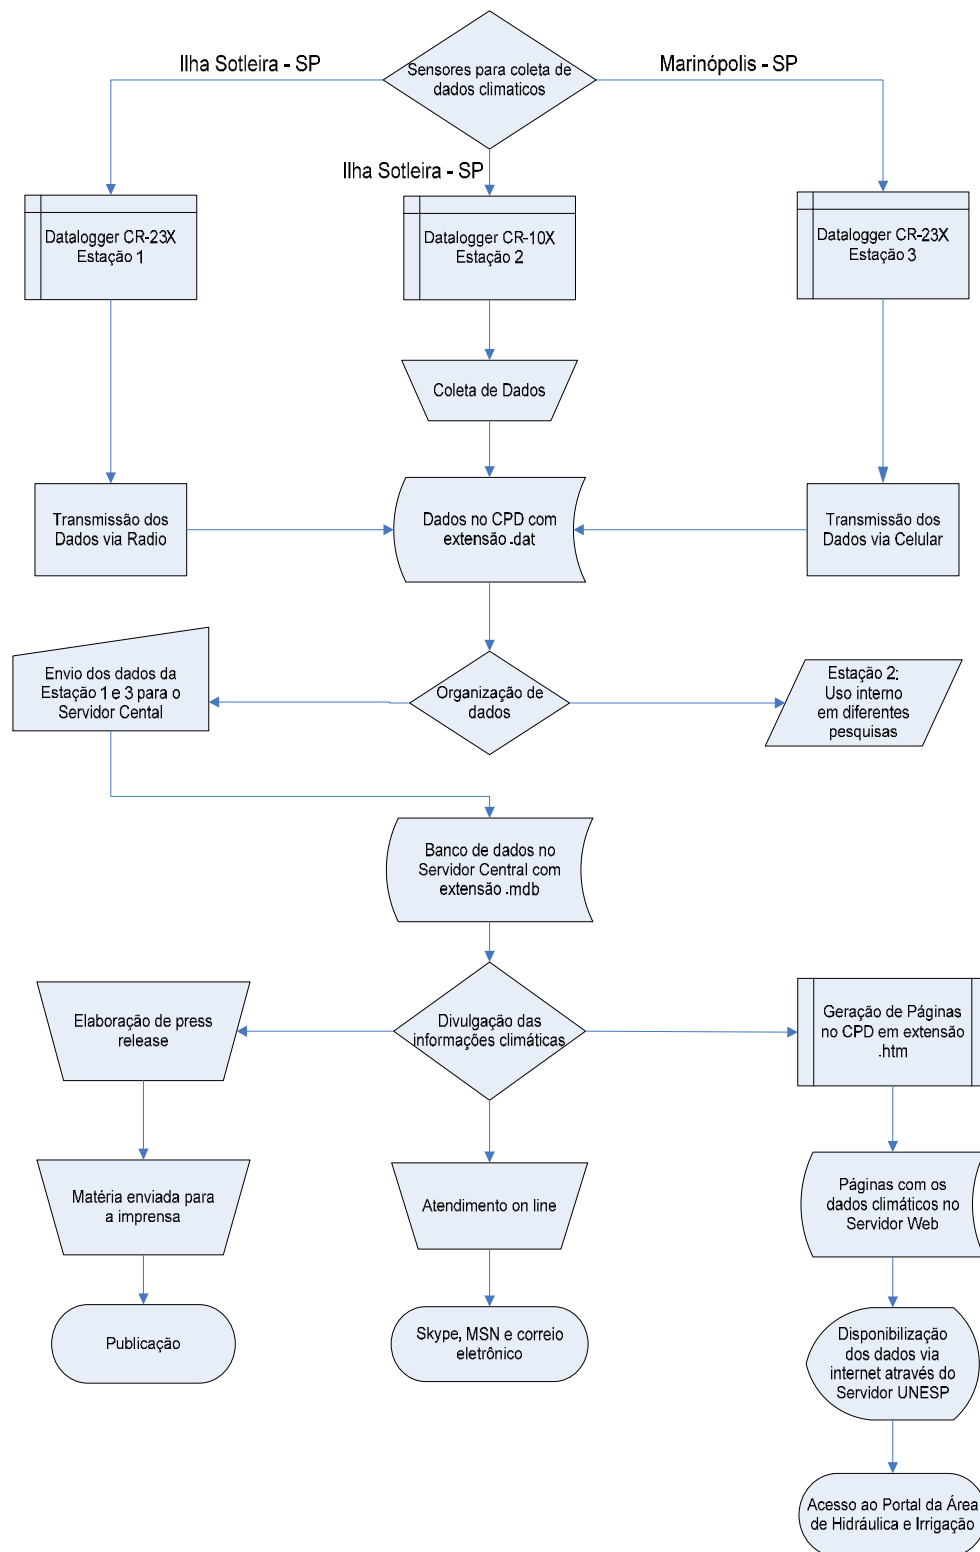 Ilha Sotleira - SP
Sensores para coleta de
dados climaticos
Marinópolis - SP
Ilha Sotleira - SP
Datalogger CR-23X
Estação 1
Datalogger CR-10X
Estação 2
Datalogger CR-23X
Estação 3
Coleta de Dados
Transmissão dos
Dados via Radio
Dados no CPD com
extensão .dat
Transmissão dos
Dados via Celular
Envio dos dados da
Estação 1 e 3 para o
Servidor Cental
Organização de
dados
Estação 2:
Uso interno
em diferentes
pesquisas
Banco de dados no
Servidor Central com
extensão .mdb
Elaboração de press
release
Divulgação das
informações climáticas
Geração de Páginas
no CPD em extensão
.htm
Matéria enviada para
a imprensa
Atendimento on line
Páginas com os
dados climáticos no
Servidor Web
Publicação
Skype, MSN e correio
eletrônico
Disponibilização
dos dados via
internet através do
Servidor UNESP
Acesso ao Portal da Área
de Hidráulica e Irrigação